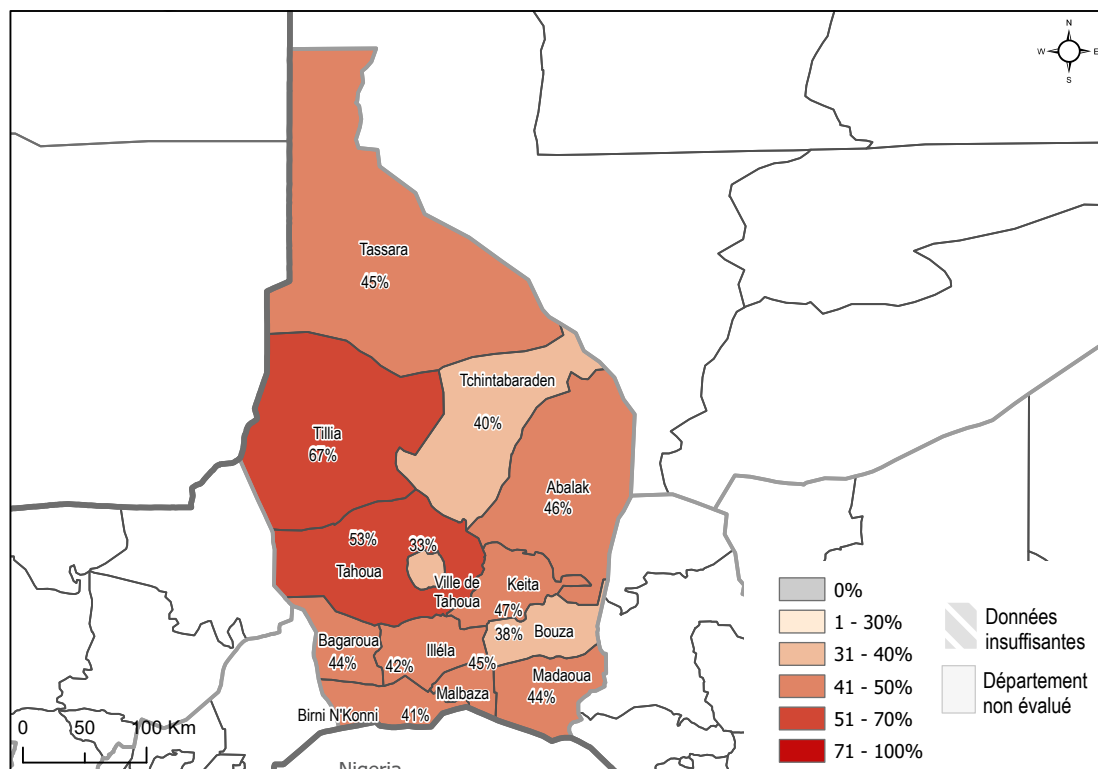 N
W E
S
Tassara
45%
Tchintabaraden
40%
Tillia
67%
Abalak
46%
53%
33%
Tahoua
Ville de
Tahoua
Keita
47%
38%
Bouza
Bagaroua
44%
Illéla
42%
45%
Madaoua
44%
Malbaza
Birni N'Konni
41%
0 50 100 Km
Nigeria
0%
1 - 30%
31 - 40%
41 - 50%
51 - 70%
71 - 100%
Données
insuffisantes
Département
non évalué